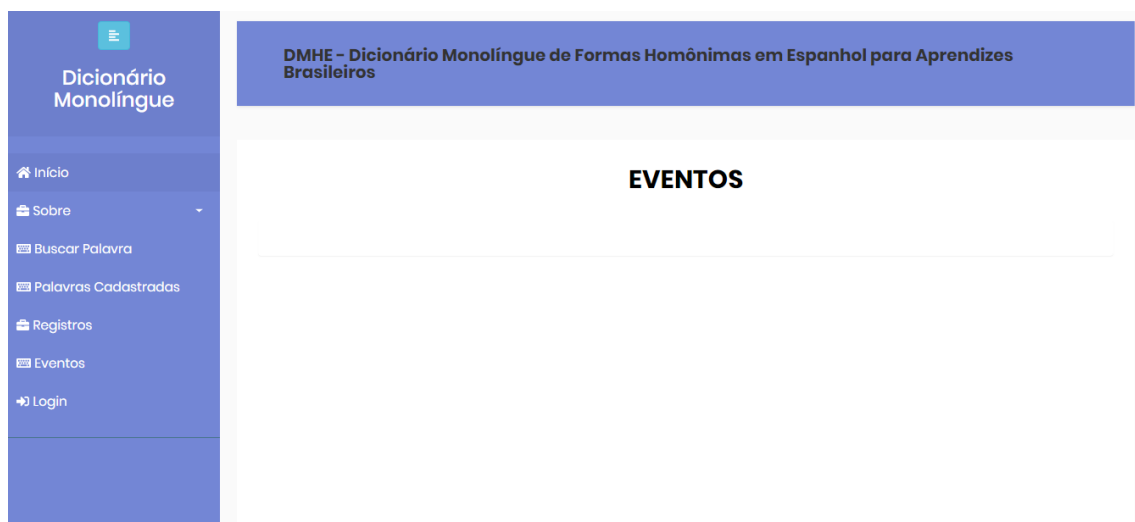 Dicionário
Monolíngue
Início
Sobre
Buscar Palavra
Palavras Cadastradas
Registros
Eventos
Login
DMHE - Dicionário Monolíngue de Formas Homônimas em Espanhol para Aprendizes
Brasileiros
EVENTOS